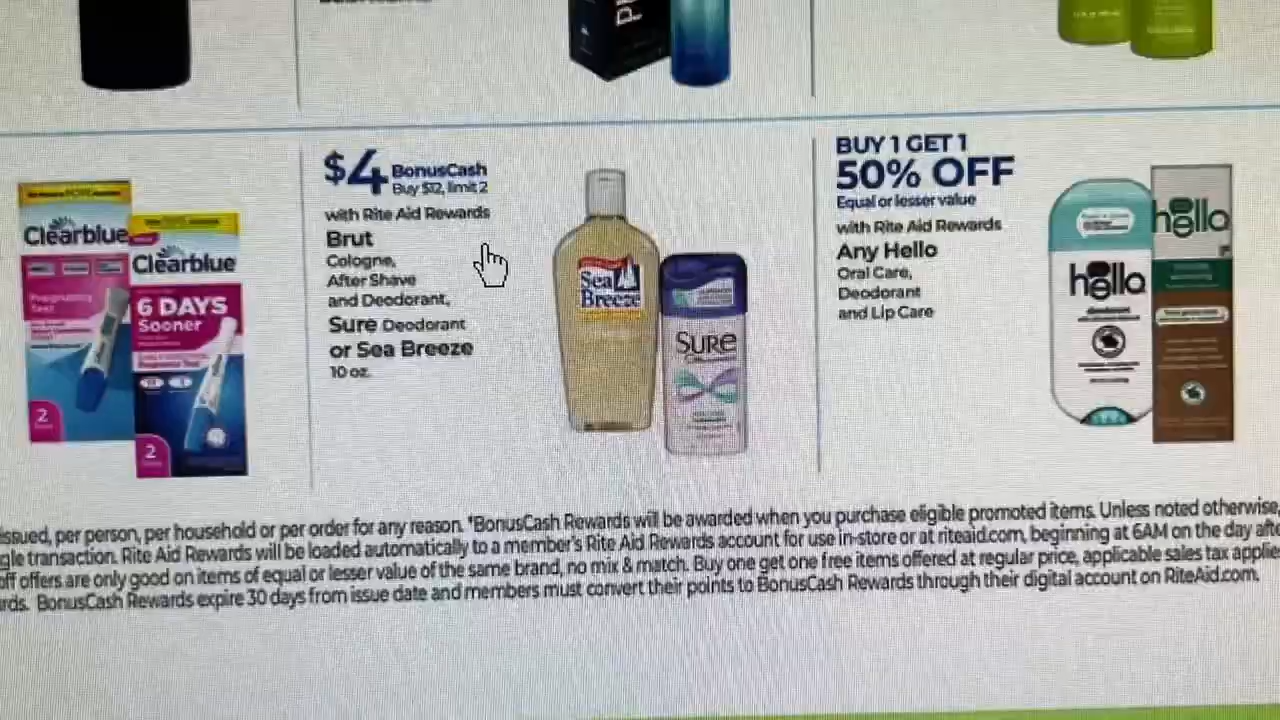 Clearblue
Clearblue
Pregnancy
Test
6 DAYS
Sooner
Pregnancy Test
2
2
$4 BonusCash
Buy $12, limit 2
with Rite Aid Rewards
Brut
Cologne,
After Shave
and Deodorant,
Sure Deodorant
or Sea Breeze
10 oz.
Sea
Breeze
Sure
BUY 1 GET 1
50% OFF
Equal or lesser value
with Rite Aid Rewards
Any Hello
Oral Care,
Deodorant
and Lip Care
hello
hello
deodorant
issued, per person, per household or per order for any reason. *BonusCash Rewards will be awarded when you purchase eligible promoted items. Unless noted otherwise,
gle transaction. Rite Aid Rewards will be loaded automatically to a member's Rite Aid Rewards account for use in-store or at riteaid.com, beginning at 6AM on the day afte
off offers are only good on items of equal or lesser value of the same brand, no mix & match. Buy one get one free items offered at regular price, applicable sales tax applie
rds. BonusCash Rewards expire 30 days from issue date and members must convert their points to BonusCash Rewards through their digital account on RiteAid.com.